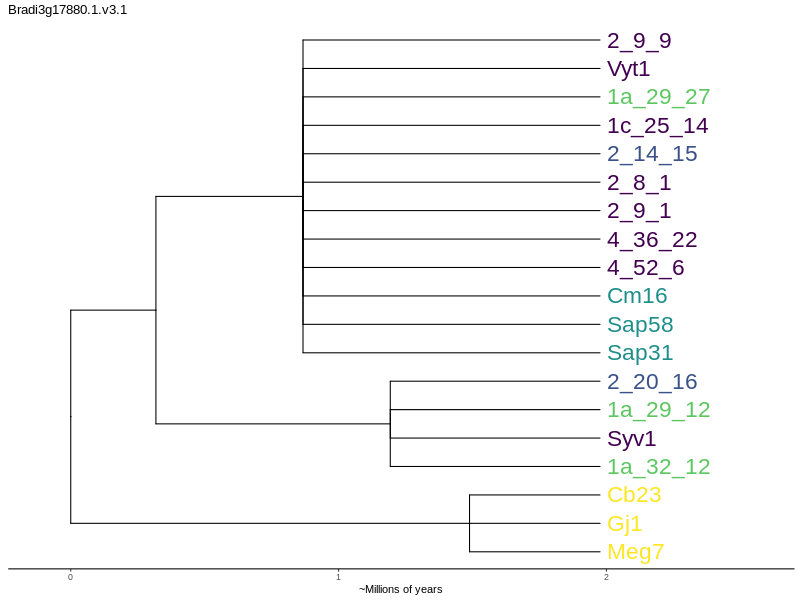 Bradi3g17880.1.v3.1
2_9_9
Vyt1
1a_29_27
1c_25_14
2_14_15
2_8_1
2_9_1
4_36_22
4_52_6
Cm16
Sap58
Sap31
2_20_16
1a_29_12
Syv1
1a_32_12
Cb23
Gj1
Meg7
0 1 2
~Millions of years